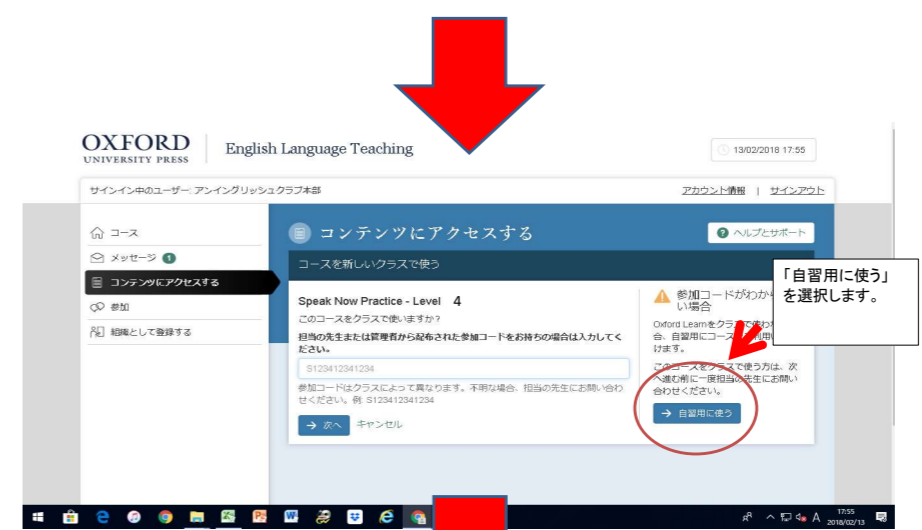 OXFORD
UNIVERSITY PRESS
English Language Teaching
13/02/2018 17:55
サインイン中のユーザー: アンイングリッシュクラブ本部
アカウント情報 | サインアウト
コース
メッセージ 1
コンテンツにアクセスする
参加
組織として登録する
コンテンツにアクセスする
ヘルプとサポート
コースを新しいクラスで使う
Speak Now Practice - Level 4
このコースをクラスで使いますか?
担当の先生または管理者から配布された参加コードをお持ちの場合は入力してく
ださい。
S123412341234
参加コードはクラスによって異なります。不明な場合、担当の先生にお問い合わ
せください。例 S123412341234
→ 次へ キャンセル
参加コードがわから
い場合
Oxford Learnをクラスで使わ
合、自習用にコース 利用
けます。
このコースをクラスで使う方は、次
へ進む前に一度担当の先生にお問い
合わせください。
→ 自習用に使う
「自習用に使う」
を選択します。
17:55
2018/02/13